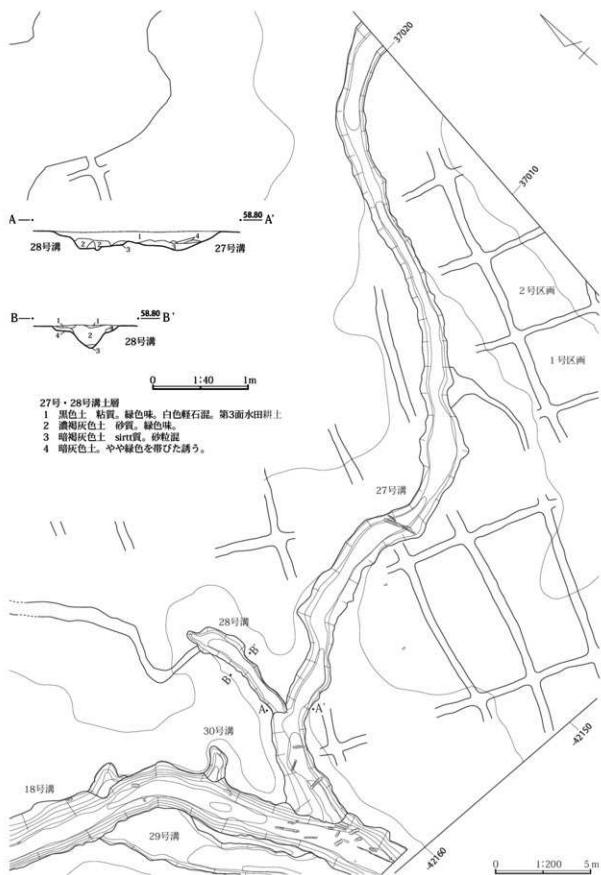 37020
37010
A
58.80
A'
1
4
2
2
3
3
28号溝
27号溝
B
58.80
B'
1
1
4
2
3
28号溝
0
1:40
1m
27号・28号溝土層
1 黒色土 粘質。緑色味。白色軽石混。第3面水田耕土
2 濃褐灰色土 砂質。緑色味。
3 暗褐灰色土 sirtt質。砂粒混
4 暗灰色土。やや緑色を帯びた誘う。
2号区画
1号区画
27号溝
28号溝
B'
B
A
A'
30号溝
18号溝
29号溝
-42150
-42160
0
1:200
5m